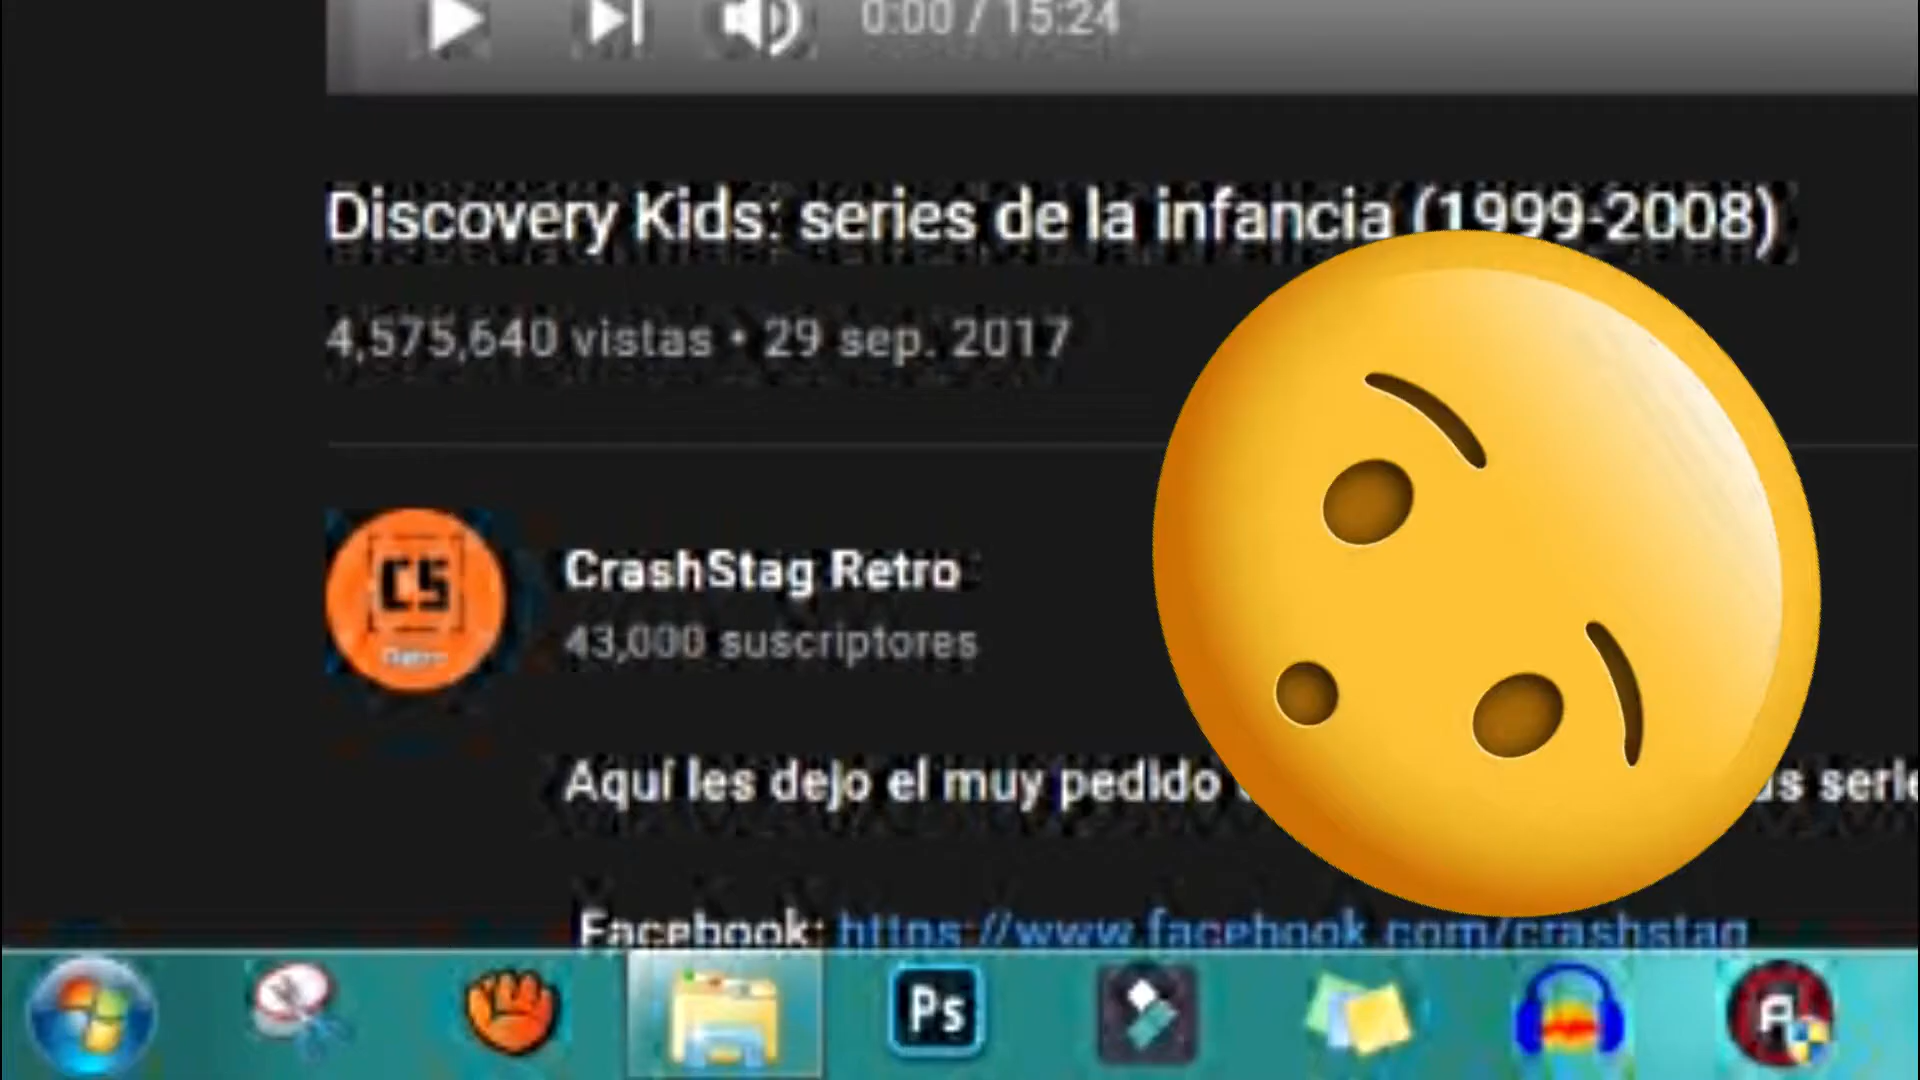 0:00 / 15:24
Discovery Kids: series de la infancia (1999-2008)
4,575,640 vistas • 29 sep. 2017
CS
Retro
CrashStag Retro
43,000 suscriptores
Aquí les dejo el muy pedido
Facebook: https://www.facebook.com/crashstag
Ps